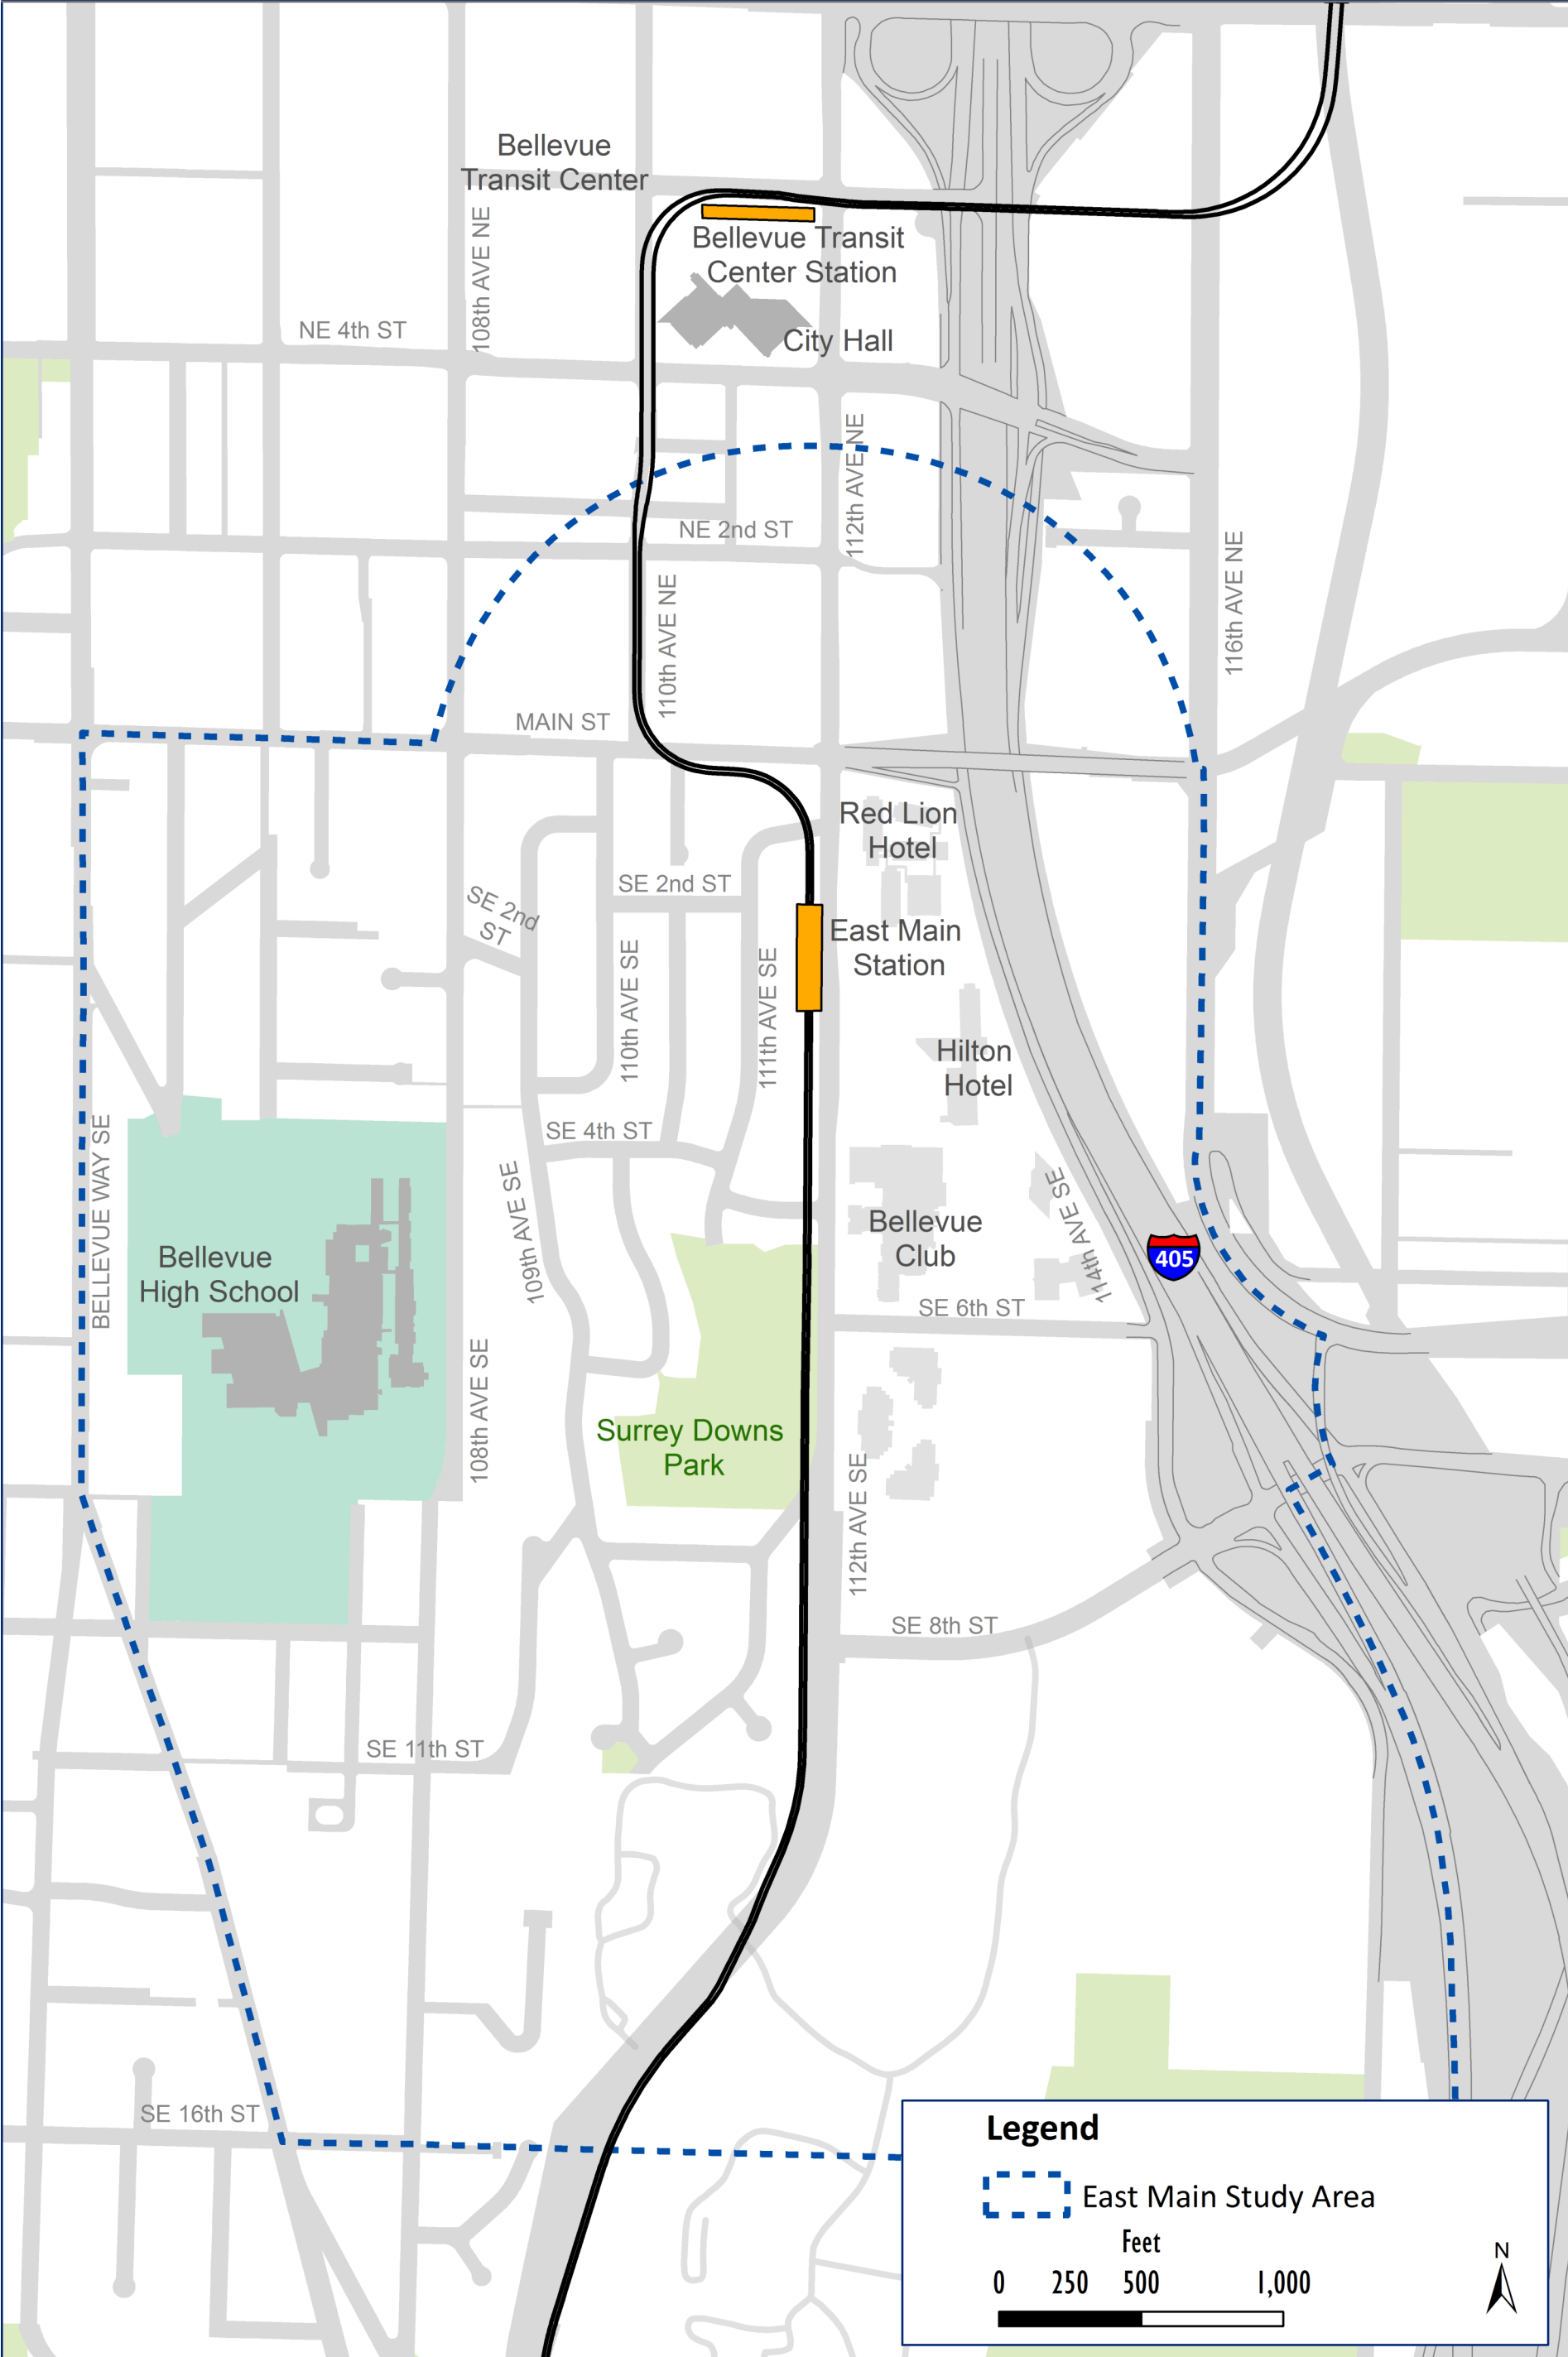 Bellevue
Transit Center
108th AVE NE
Bellevue Transit
Center Station
NE 4th ST
City Hall
112th AVE NE
NE 2nd ST
110th AVE NE
116th AVE NE
MAIN ST
Red Lion
Hotel
SE 2nd ST
SE 2nd
ST
East Main
Station
110th AVE SE
111th AVE SE
Hilton
Hotel
SE 4th ST
BELLEVUE WAY SE
109th AVE SE
114th AVE SE
Bellevue
Club
405
Bellevue
High School
SE 6th ST
108th AVE SE
Surrey Downs
Park
112th AVE SE
SE 8th ST
SE 11th ST
SE 16th ST
Legend
East Main Study Area
Feet
0 250 500 1,000
N